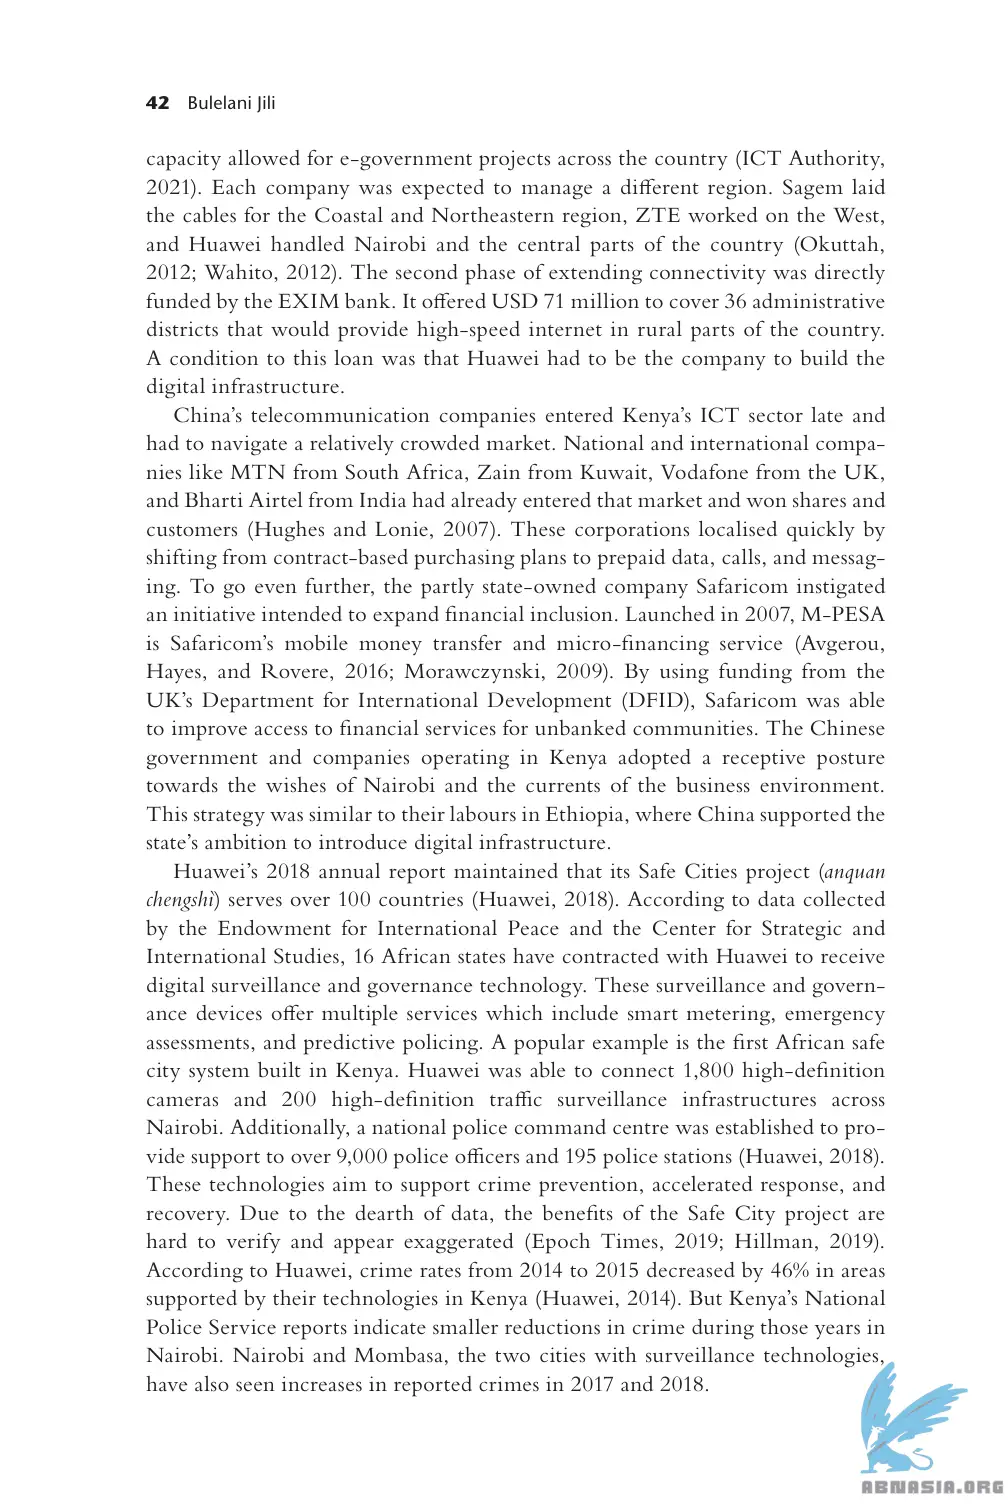 42 Bulelani Jili
capacity allowed for e-government projects across the country (ICT Authority,
2021). Each company was expected to manage a different region. Sagem laid
the cables for the Coastal and Northeastern region, ZTE worked on the West,
and Huawei handled Nairobi and the central parts of the country (Okuttah,
2012; Wahito, 2012). The second phase of extending connectivity was directly
funded by the EXIM bank. It offered USD 71 million to cover 36 administrative
districts that would provide high-speed internet in rural parts of the country.
A condition to this loan was that Huawei had to be the company to build the
digital infrastructure.
China's telecommunication companies entered Kenya's ICT sector late and
had to navigate a relatively crowded market. National and international compa-
nies like MTN from South Africa, Zain from Kuwait, Vodafone from the UK,
and Bharti Airtel from India had already entered that market and won shares and
customers (Hughes and Lonie, 2007). These corporations localised quickly by
shifting from contract-based purchasing plans to prepaid data, calls, and messag-
ing. To go even further, the partly state-owned company Safaricom instigated
an initiative intended to expand financial inclusion. Launched in 2007, M-PESA
is Safaricom's mobile money transfer and micro-financing service (Avgerou,
Hayes, and Rovere, 2016; Morawczynski, 2009). By using funding from the
UK's Department for International Development (DFID), Safaricom was able
to improve access to financial services for unbanked communities. The Chinese
government and companies operating in Kenya adopted a receptive posture
towards the wishes of Nairobi and the currents of the business environment.
This strategy was similar to their labours in Ethiopia, where China supported the
state's ambition to introduce digital infrastructure.
Huawei's 2018 annual report maintained that its Safe Cities project (anquan
chengshì) serves over 100 countries (Huawei, 2018). According to data collected
by the Endowment for International Peace and the Center for Strategic and
International Studies, 16 African states have contracted with Huawei to receive
digital surveillance and governance technology. These surveillance and govern-
ance devices offer multiple services which include smart metering, emergency
assessments, and predictive policing. A popular example is the first African safe
city system built in Kenya. Huawei was able to connect 1,800 high-definition
cameras and 200 high-definition traffic surveillance infrastructures across
Nairobi. Additionally, a national police command centre was established to pro-
vide support to over 9,000 police officers and 195 police stations (Huawei, 2018).
These technologies aim to support crime prevention, accelerated response, and
recovery. Due to the dearth of data, the benefits of the Safe City project are
hard to verify and appear exaggerated (Epoch Times, 2019; Hillman, 2019).
According to Huawei, crime rates from 2014 to 2015 decreased by 46% in areas
supported by their technologies in Kenya (Huawei, 2014). But Kenya's National
Police Service reports indicate smaller reductions in crime during those years in
Nairobi. Nairobi and Mombasa, the two cities with surveillance technologies,
have also seen increases in reported crimes in 2017 and 2018.
ABNASIA.ORG